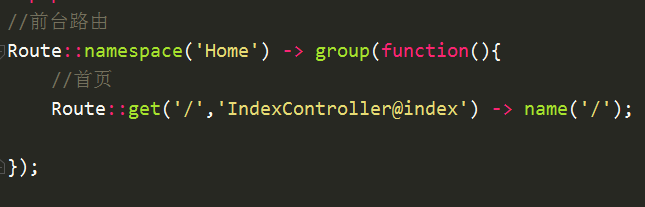 //前台路由
Route::namespace('Home') -> group(function(){
//首页
Route::get('/','IndexController@index') -> name('/');
});